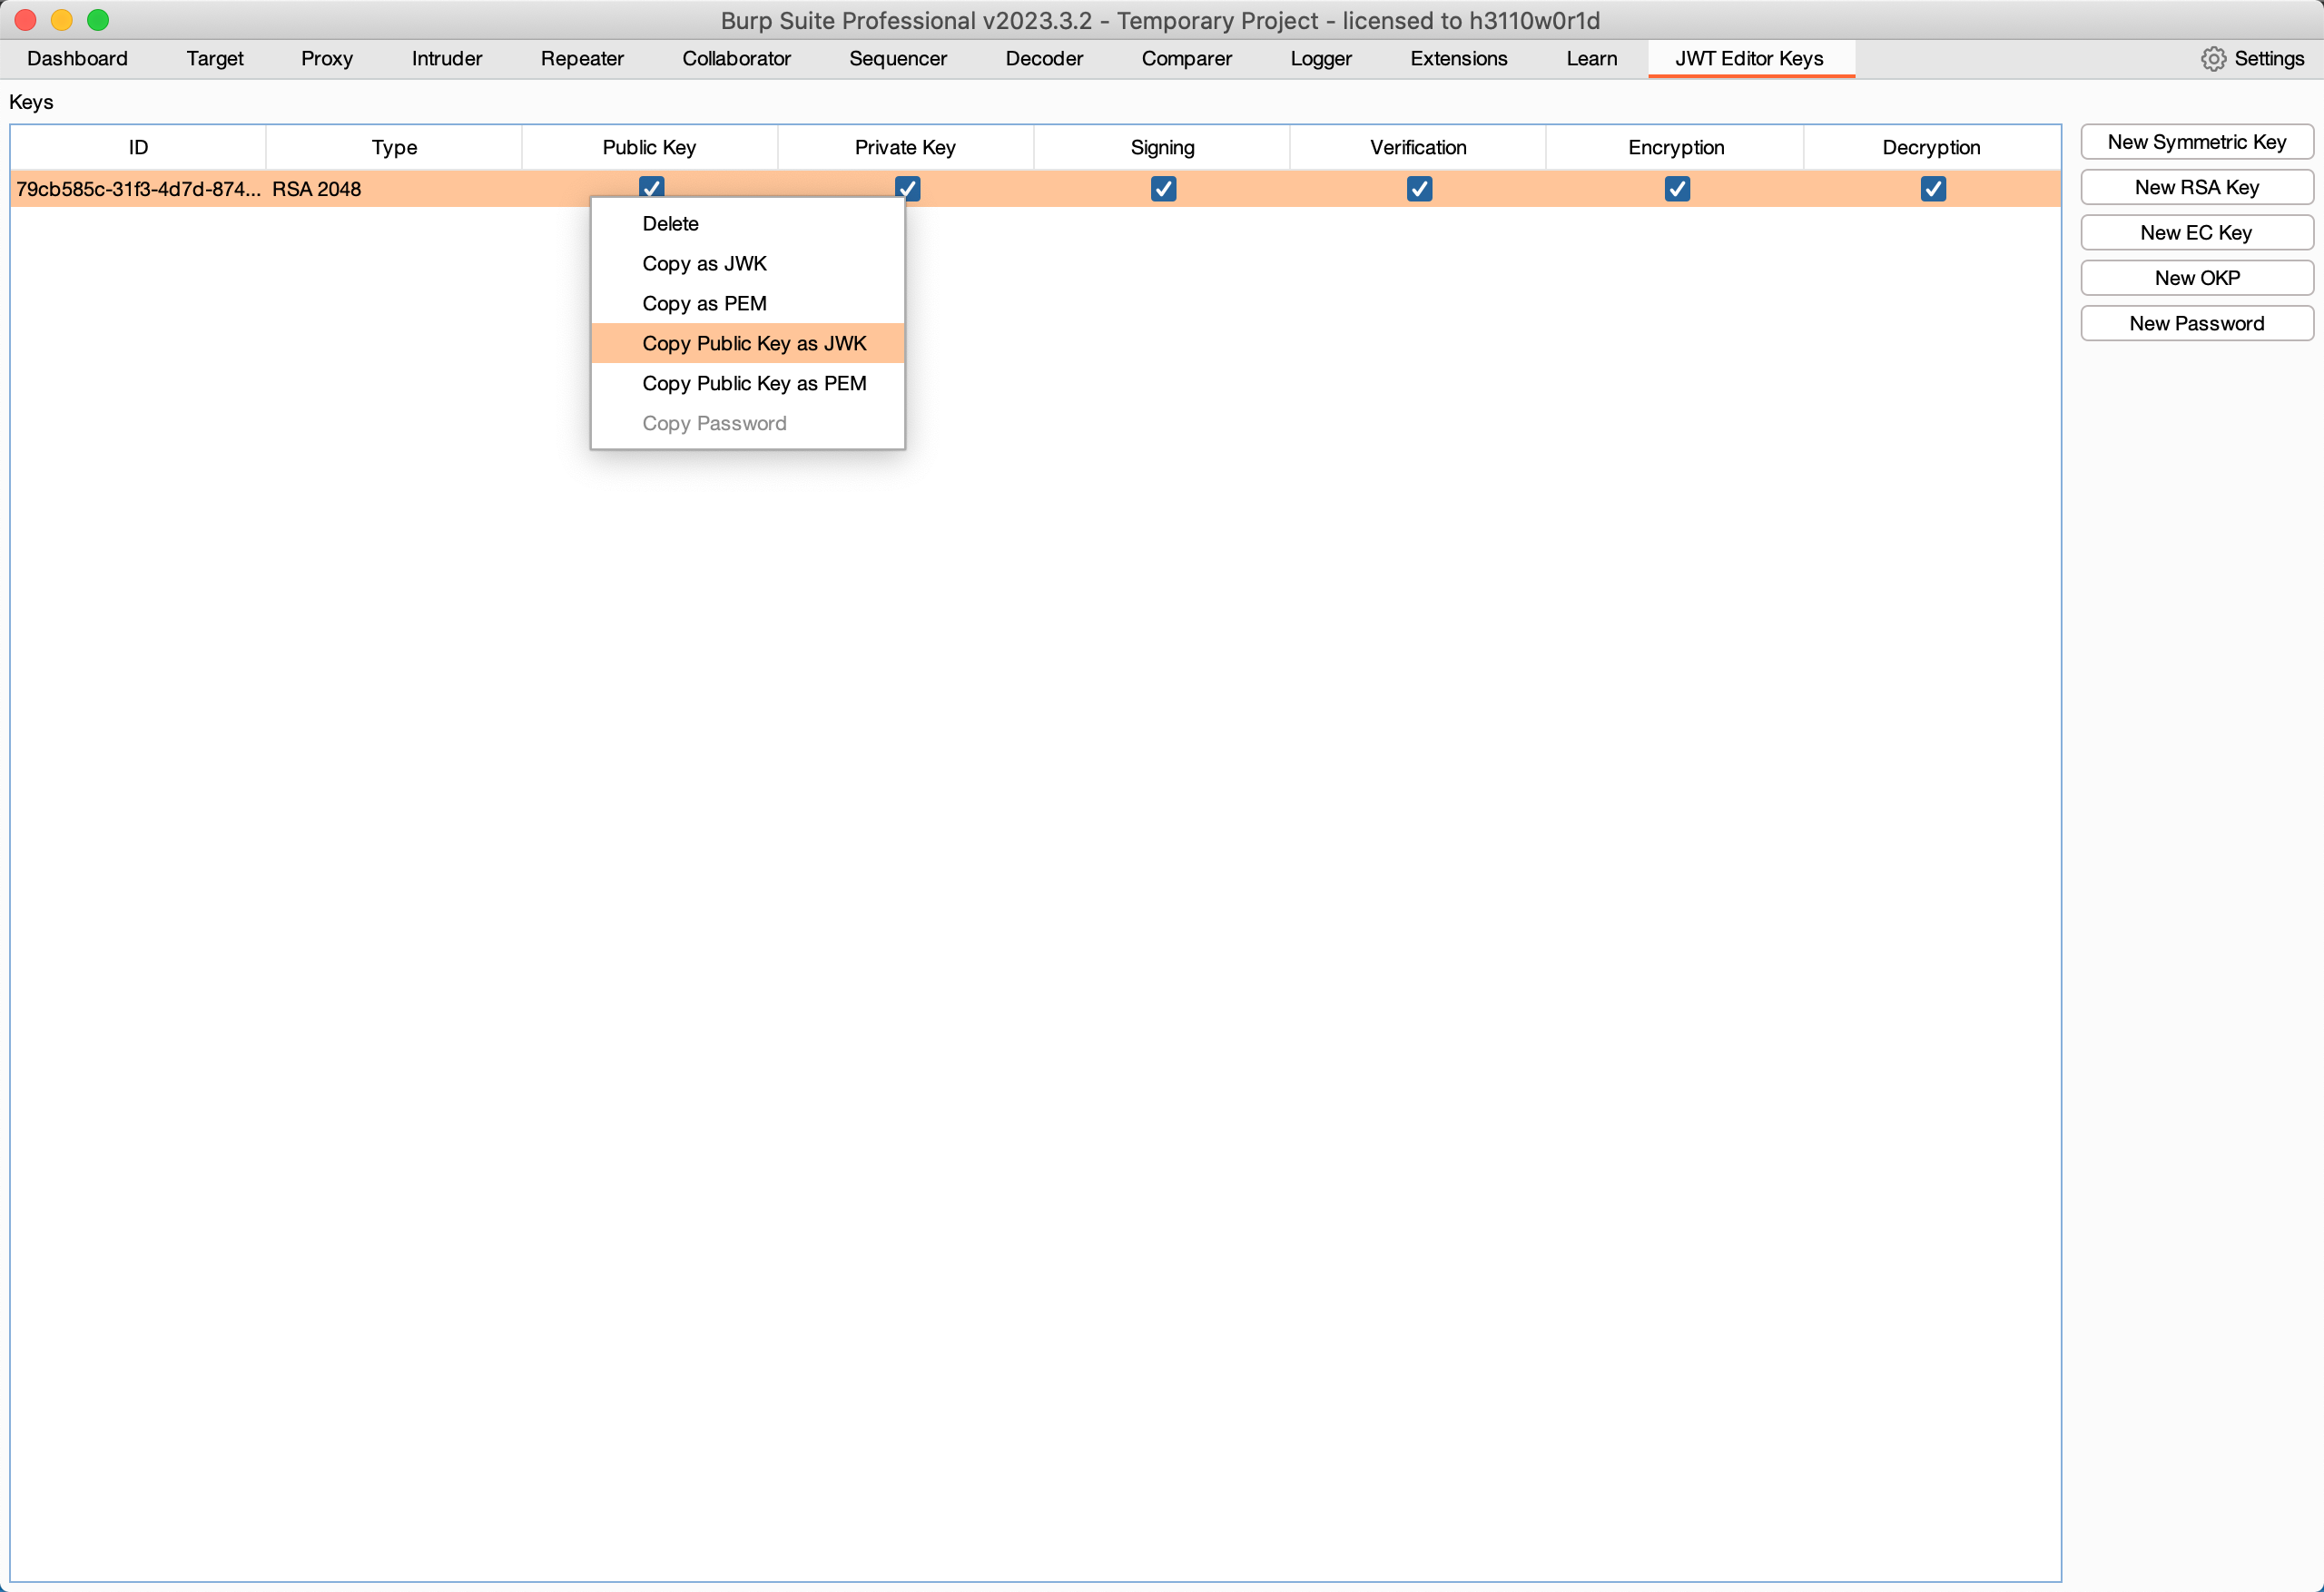 Burp Suite Professional v2023.3.2 - Temporary Project - licensed to h3110w0r1d
Dashboard Target Proxy Intruder Repeater Collaborator Sequencer Decoder Comparer Logger Extensions Learn JWT Editor Keys Settings
Keys
ID Type Public Key Private Key Signing Verification Encryption Decryption
79cb585c-31f3-4d7d-874... RSA 2048
Delete
Copy as JWK
Copy as PEM
Copy Public Key as JWK
Copy Public Key as PEM
Copy Password
New Symmetric Key
New RSA Key
New EC Key
New OKP
New Password